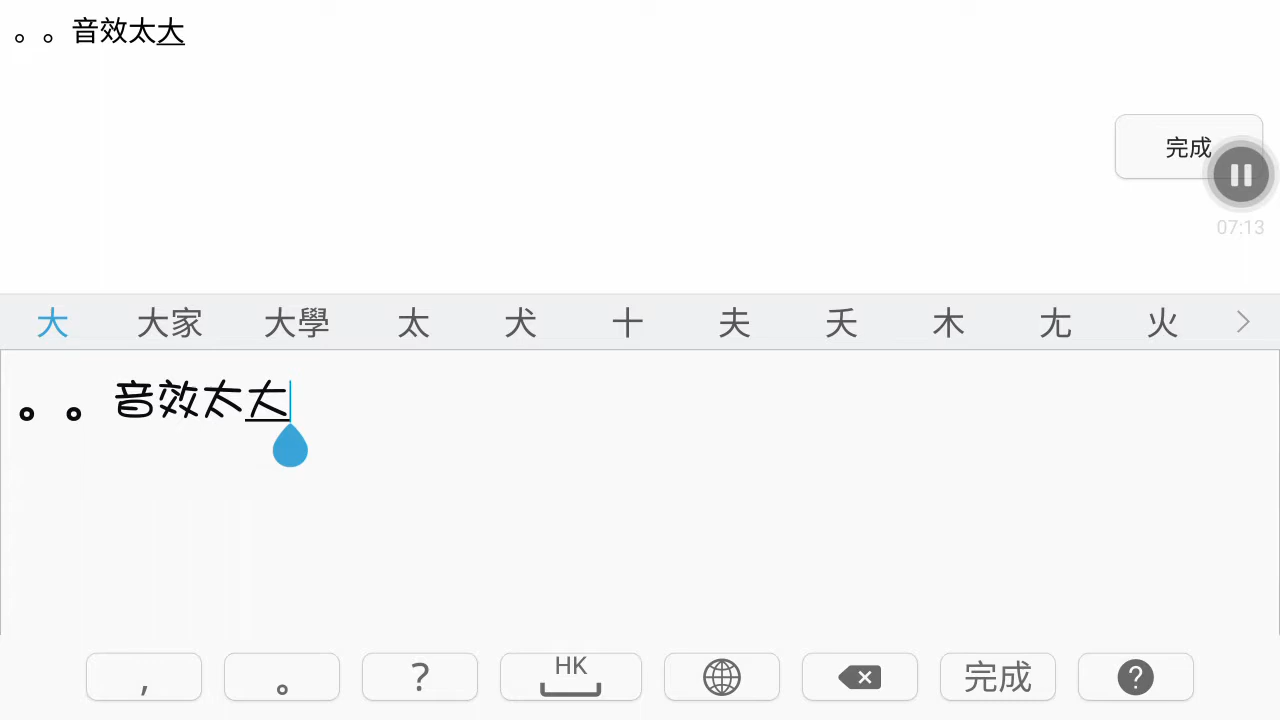 。。音效太大
完成
07:13
大 大家 大學 太 犬 十 夫 夭 木 尢 火
。。音效太大
, 。 ? HK 完成 ?